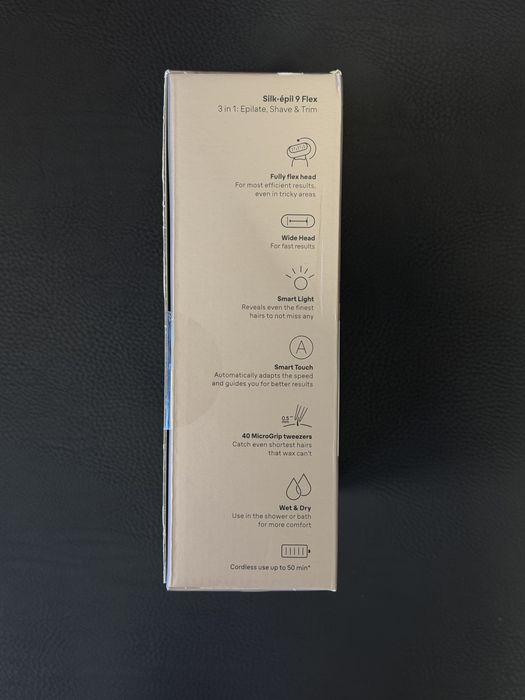 Silk·épil 9 Flex
3 in 1: Epilate, Shave & Trim
Fully flex head
For most efficient results,
even in tricky areas
Wide Head
For fast results
Smart Light
Reveals even the finest
hairs to not miss any
A
Smart Touch
Automatically adapts the speed
and guides you for better results
0.5
mm
40 MicroGrip tweezers
Catch even shortest hairs
that wax can't
Wet & Dry
Use in the shower or bath
for more comfort
Cordless use up to 50 min*